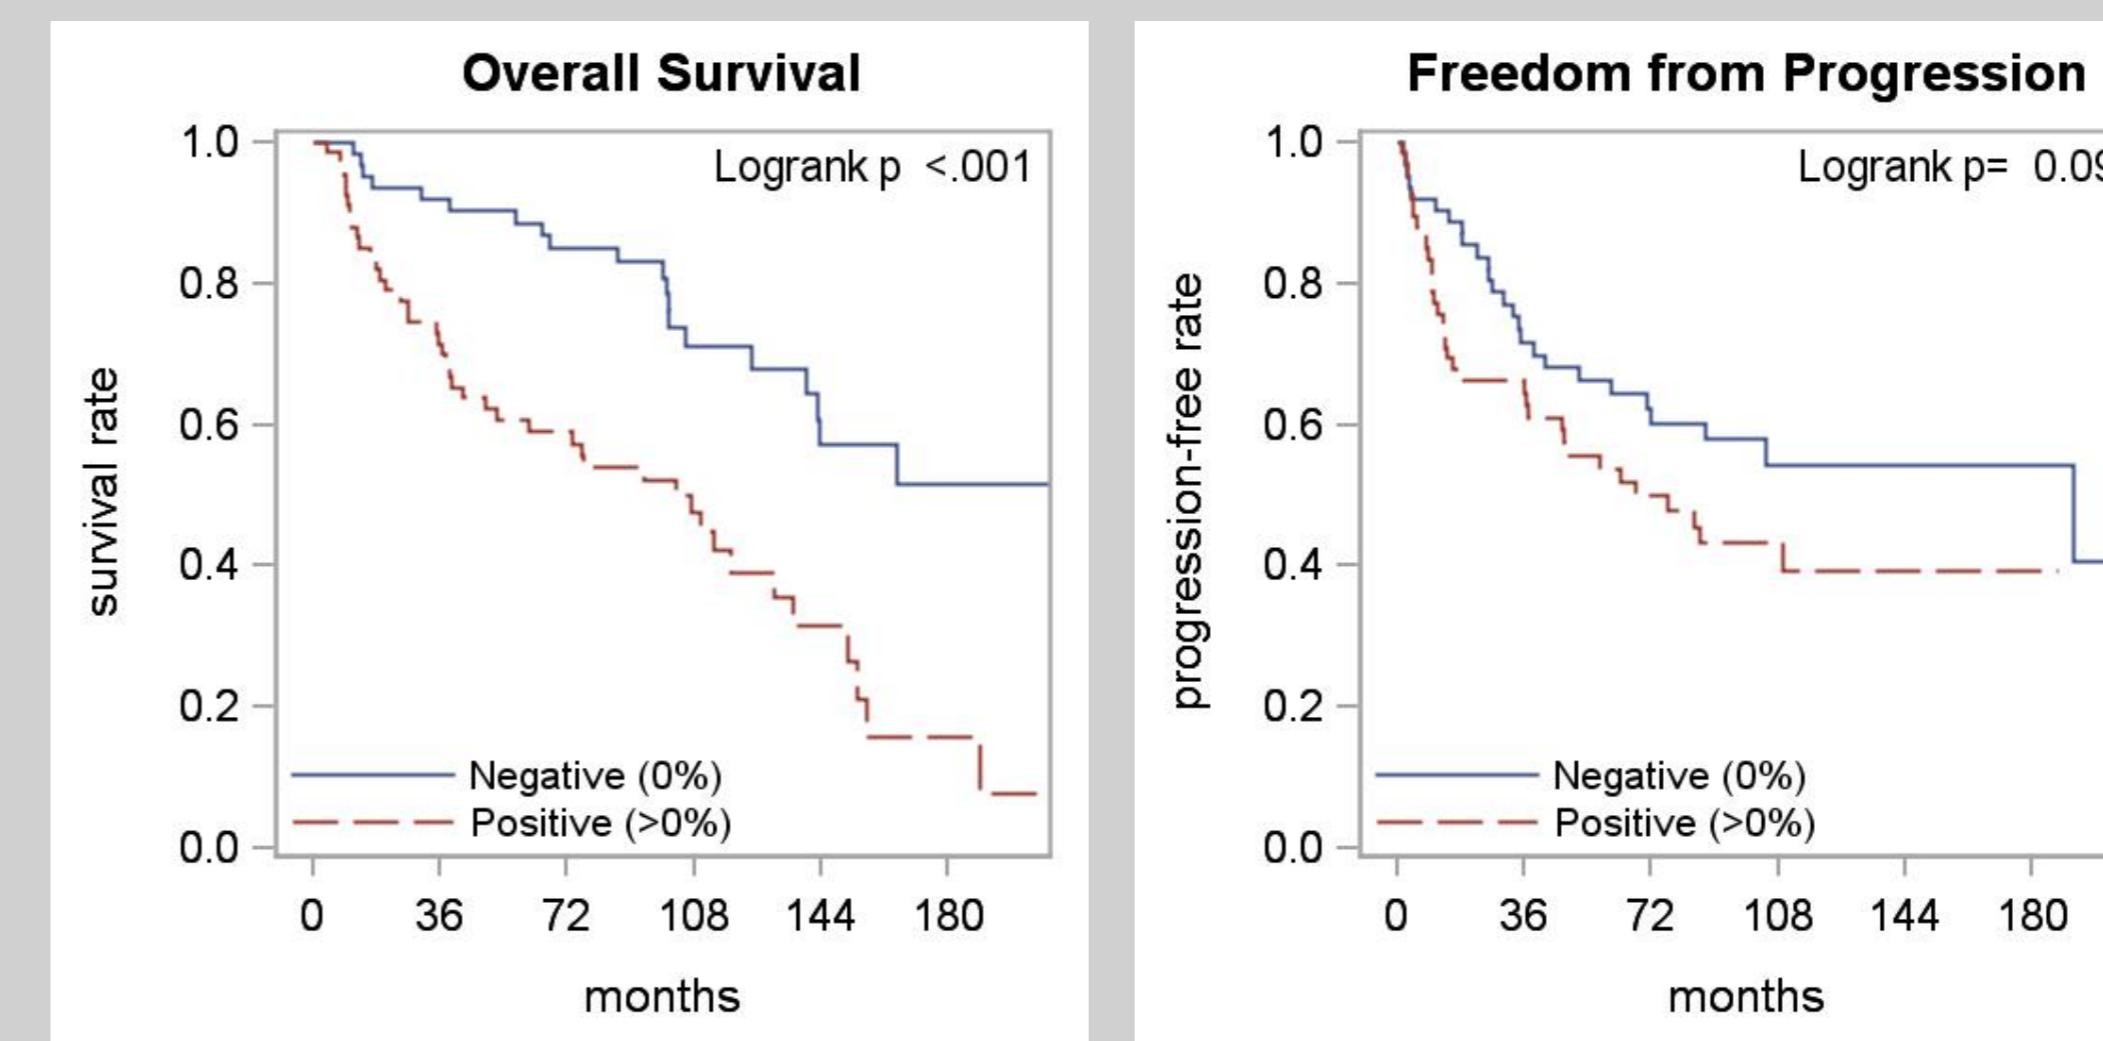 Overall Survival
Logrank p <.001
survival rate
1.0
0.8
0.6
0.4
0.2
0.0
Negative (0%)
Positive (>0%)
0 36 72 108 144 180
months
Freedom from Progression
Logrank p=
progression-free rate
1.0
0.8
0.6
0.4
0.2
0.0
Negative (0%)
Positive (>0%)
0 36 72 108 144 180
months